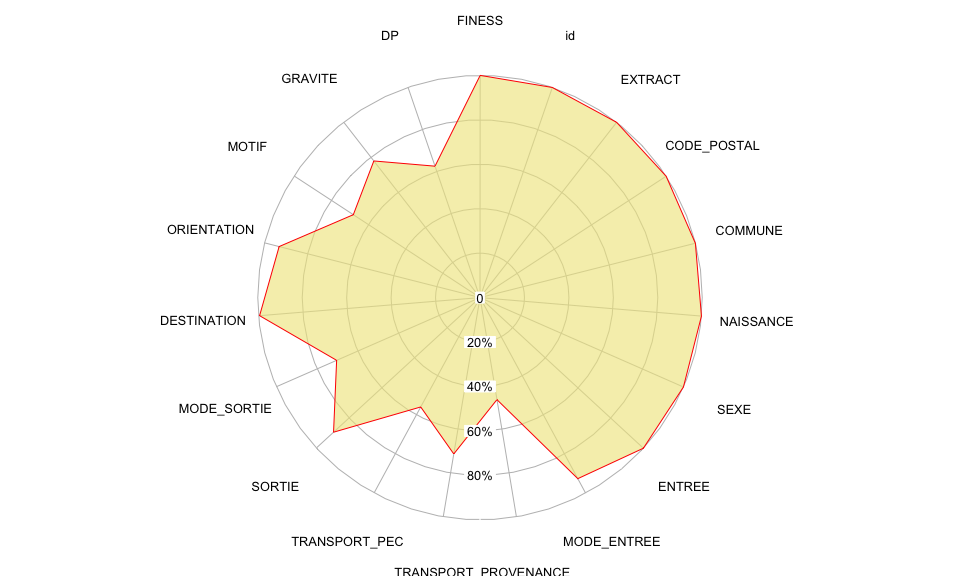 FINESS
DP
id
GRAVITE
EXTRACT
MOTIF
CODE_POSTAL
ORIENTATION
COMMUNE
0
DESTINATION
NAISSANCE
20%
40%
MODE_SORTIE
SEXE
60%
80%
SORTIE
ENTREE
TRANSPORT_PEC
MODE_ENTREE
TRANSPORT_PROVENANCE